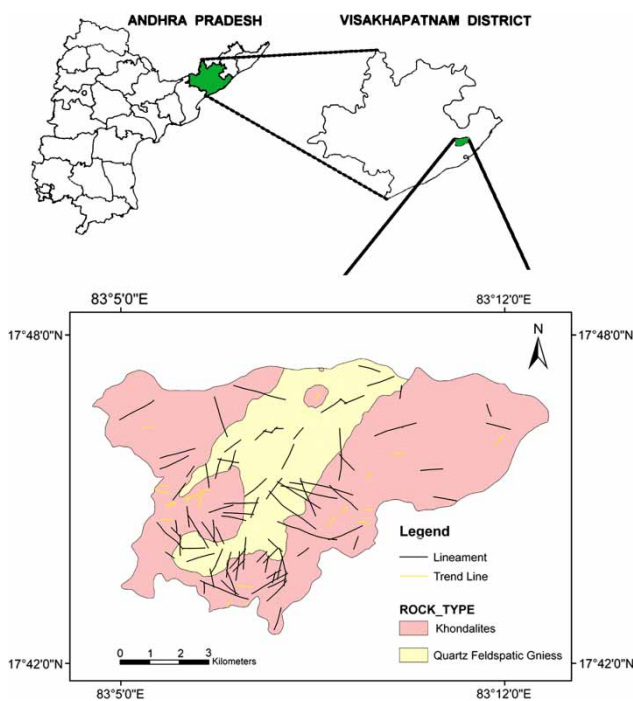 ANDHRA PRADESH
VISAKHAPATNAM DISTRICT
83°5'0"E
83°12'0"E
17°48'0"N
17°48'0"N
N
Legend
Lineament
Trend Line
ROCK_TYPE
Khondalites
Quartz Feldspatic Gniess
0 1 2 3
Kilometers
17°42'0"N
17°42'0"N
83°5'0"E
83°12'0"E